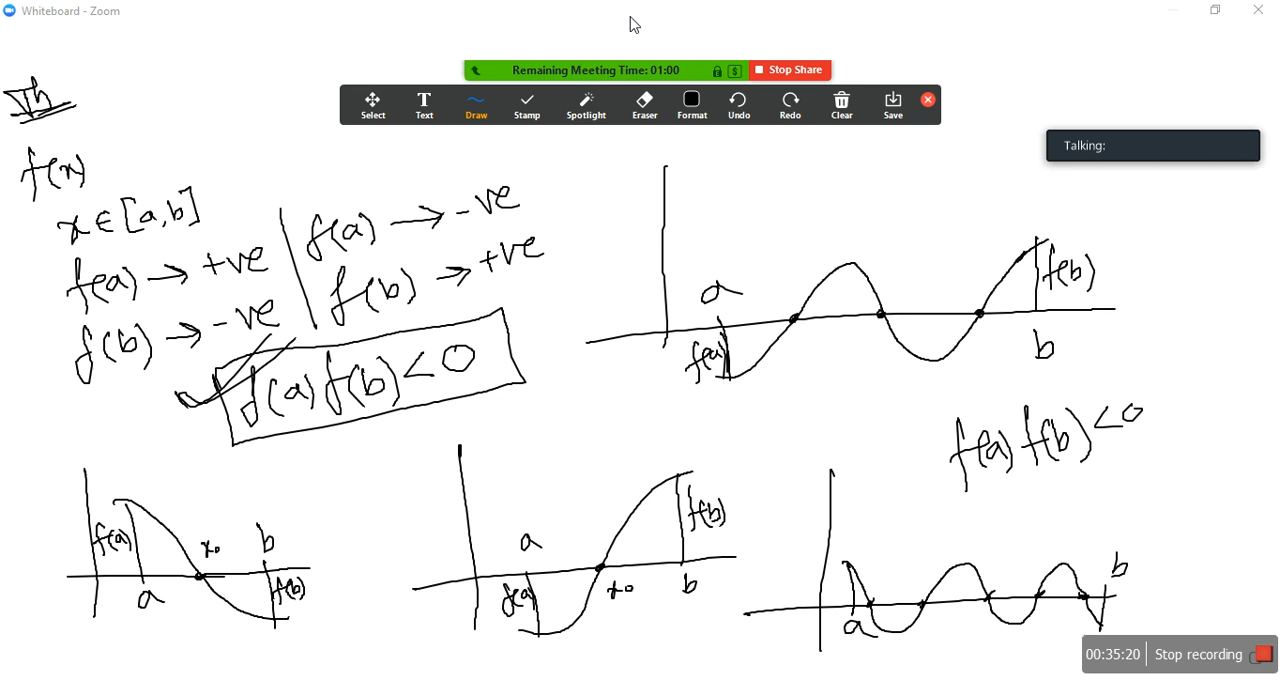 Whiteboard - Zoom
Remaining Meeting Time: 01:00
Stop Share
Select Text Draw Stamp Spotlight Eraser Format Undo Redo Clear Save
Talking:
Th
f(x)
x ∈ [a,b]
f(a) → +ve
f(b) → -ve
f(a) → -ve
f(b) → +ve
f(a) f(b) < 0
a
f(a)
f(b)
b
f(a) f(b) < 0
f(a)
a
x₀
b
f(b)
a
f(a)
x₀
f(b)
b
a
b
00:35:20 Stop recording